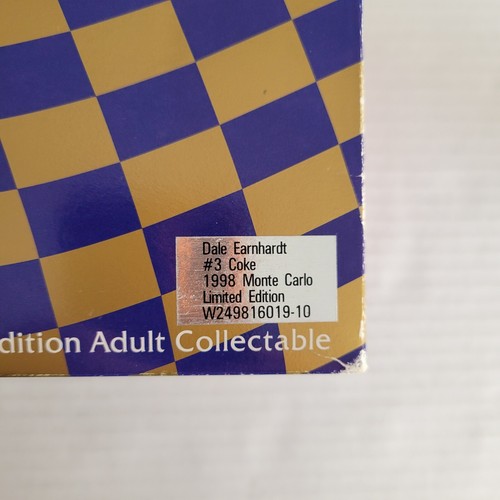 Dale Earnhardt
#3 Coke
1998 Monte Carlo
Limited Edition
W249816019-10
dition Adult Collectable